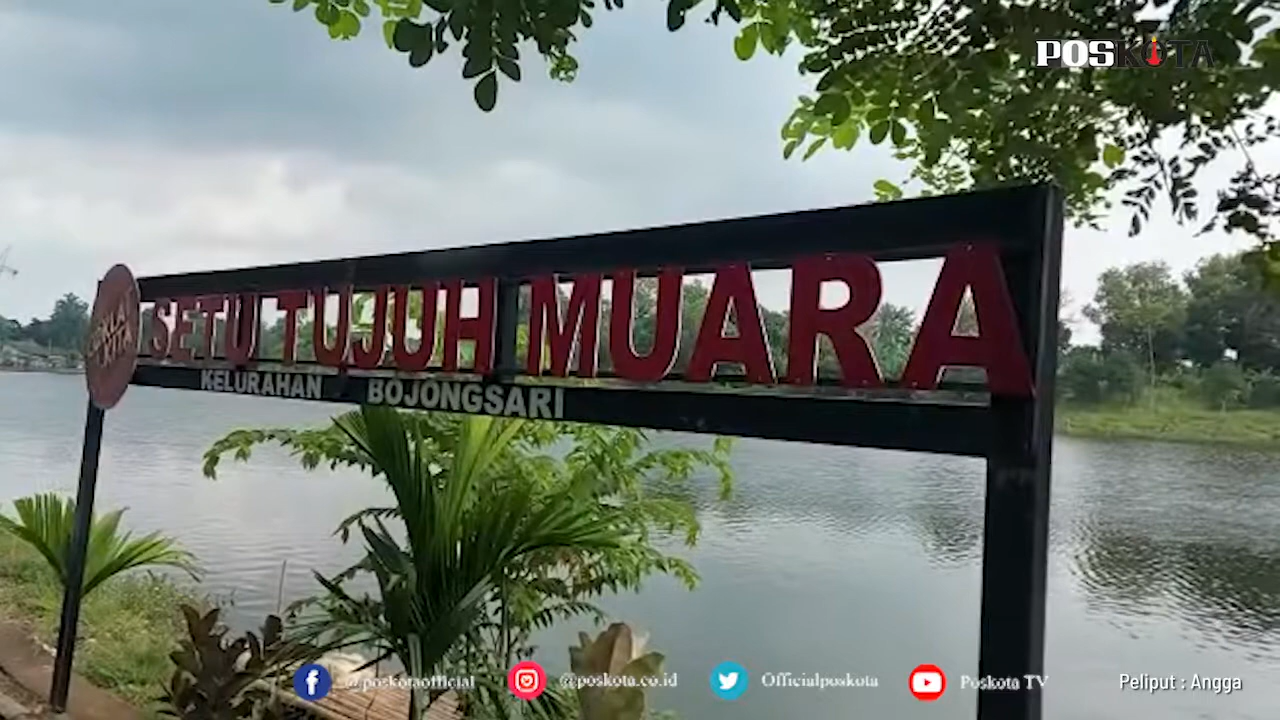 POSKOTA
SETU TUJUH MUARA
KELURAHAN BOJONGSARI
@poskotaofficial
@poskota.co.id
Officialposkota
Poskota TV
Peliput : Angga